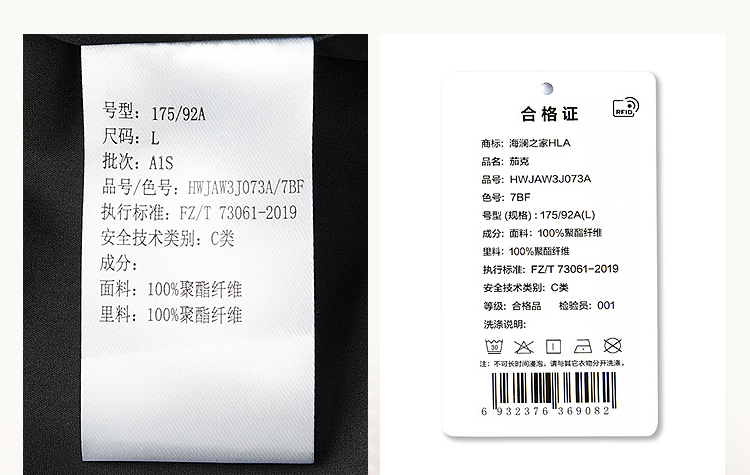 号型：175/92A
尺码：L
批次：A1S
品号/色号：HWJAW3J073A/7BF
执行标准：FZ/T 73061-2019
安全技术类别：C类
成分：
面料：100%聚酯纤维
里料：100%聚酯纤维
合格证
RFID
商标：海澜之家HLA
品名：茄克
品号：HWJAW3J073A
色号：7BF
号型(规格)：175/92A(L)
成分：面料：100%聚酯纤维
里料：100%聚酯纤维
执行标准：FZ/T 73061-2019
安全技术类别：C类
等级：合格品 检验员：001
洗涤说明：
30
注：不可长时间浸泡，请与其它衣物分开洗涤。
6 932376 369082